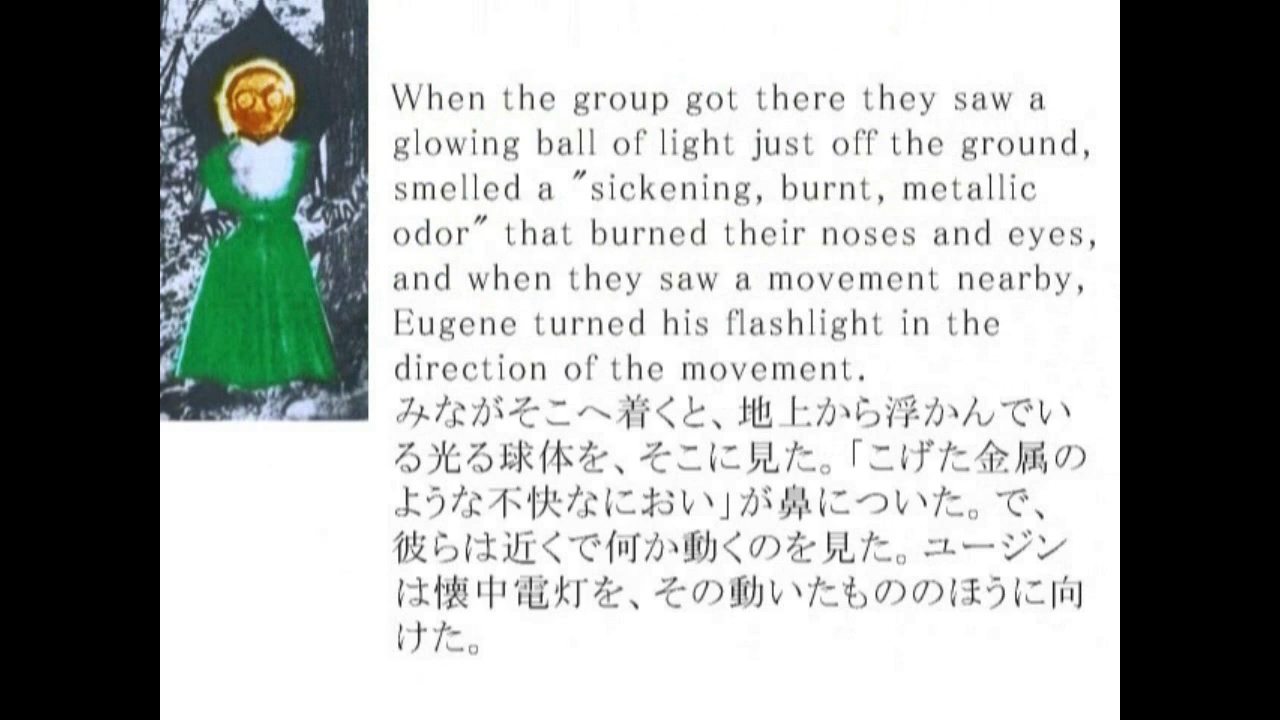 When the group got there they saw a
glowing ball of light just off the ground,
smelled a "sickening, burnt, metallic
odor" that burned their noses and eyes,
and when they saw a movement nearby,
Eugene turned his flashlight in the
direction of the movement.
みながそこへ着くと、地上から浮かんでい
る光る球体を、そこに見た。「こげた金属の
ような不快なにおい」が鼻についた。で、
彼らは近くで何か動くのを見た。ユージン
は懐中電灯を、その動いたもののほうに向
けた。